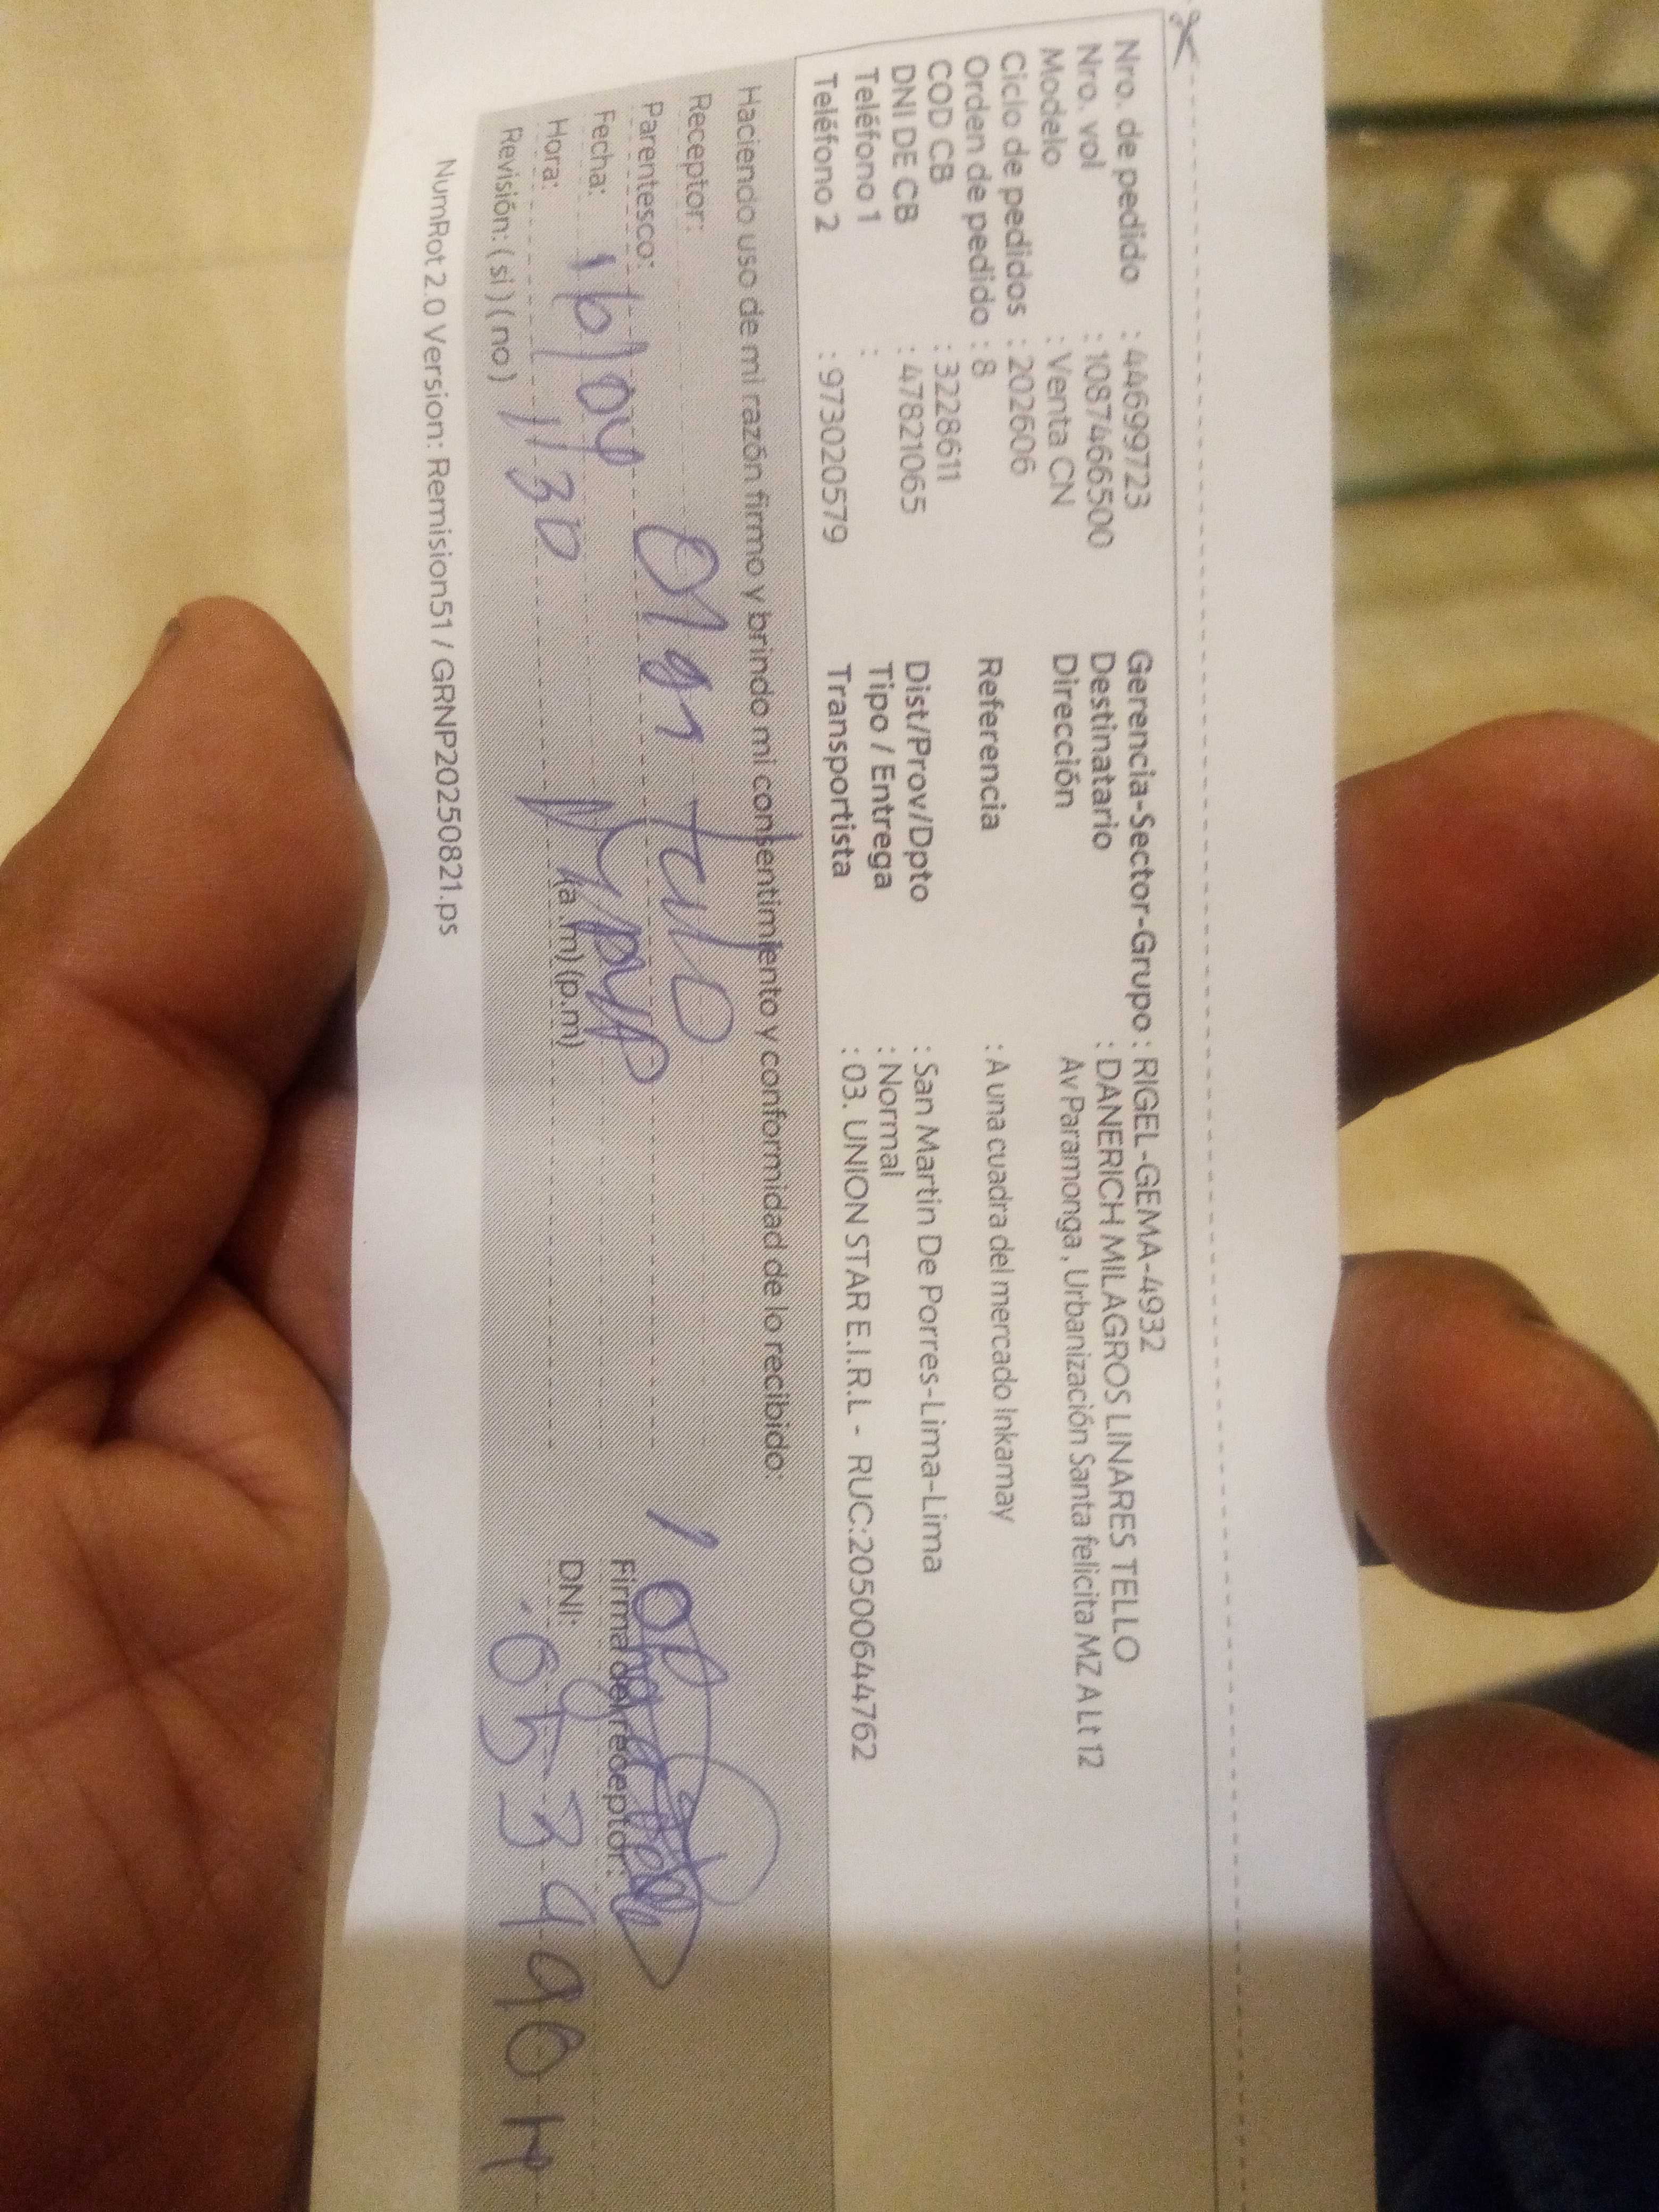 Nro. de pedido : 44699723
Nro. vol : 1087466500
Modelo : Venta CN
Ciclo de pedidos : 202606
Orden de pedido : 8
COD CB : 3228611
DNI DE CB : 47821065
Teléfono 1 :
Teléfono 2 : 973020579
Gerencia-Sector-Grupo : RIGEL-GEMA-4932
Destinatario : DANERICH MILAGROS LINARES TELLO
Dirección Av Paramonga , Urbanización Santa felicita MZ A Lt 12
Referencia : A una cuadra del mercado Inkamay
Dist/Prov/Dpto : San Martin De Porres-Lima-Lima
Tipo / Entrega : Normal
Transportista : 03. UNION STAR E.I.R.L - RUC:20500644762
Haciendo uso de mi razón firmo y brindo mi consentimiento y conformidad de lo recibido:
Receptor:
Parentesco:
Fecha: 16/04
Hora: 1130 (a .m) (p.m)
Revisión: ( si ) ( no )
Firma del receptor:
DNI:
NumRot 2.0 Version: Remision51 / GRNP20250821.ps